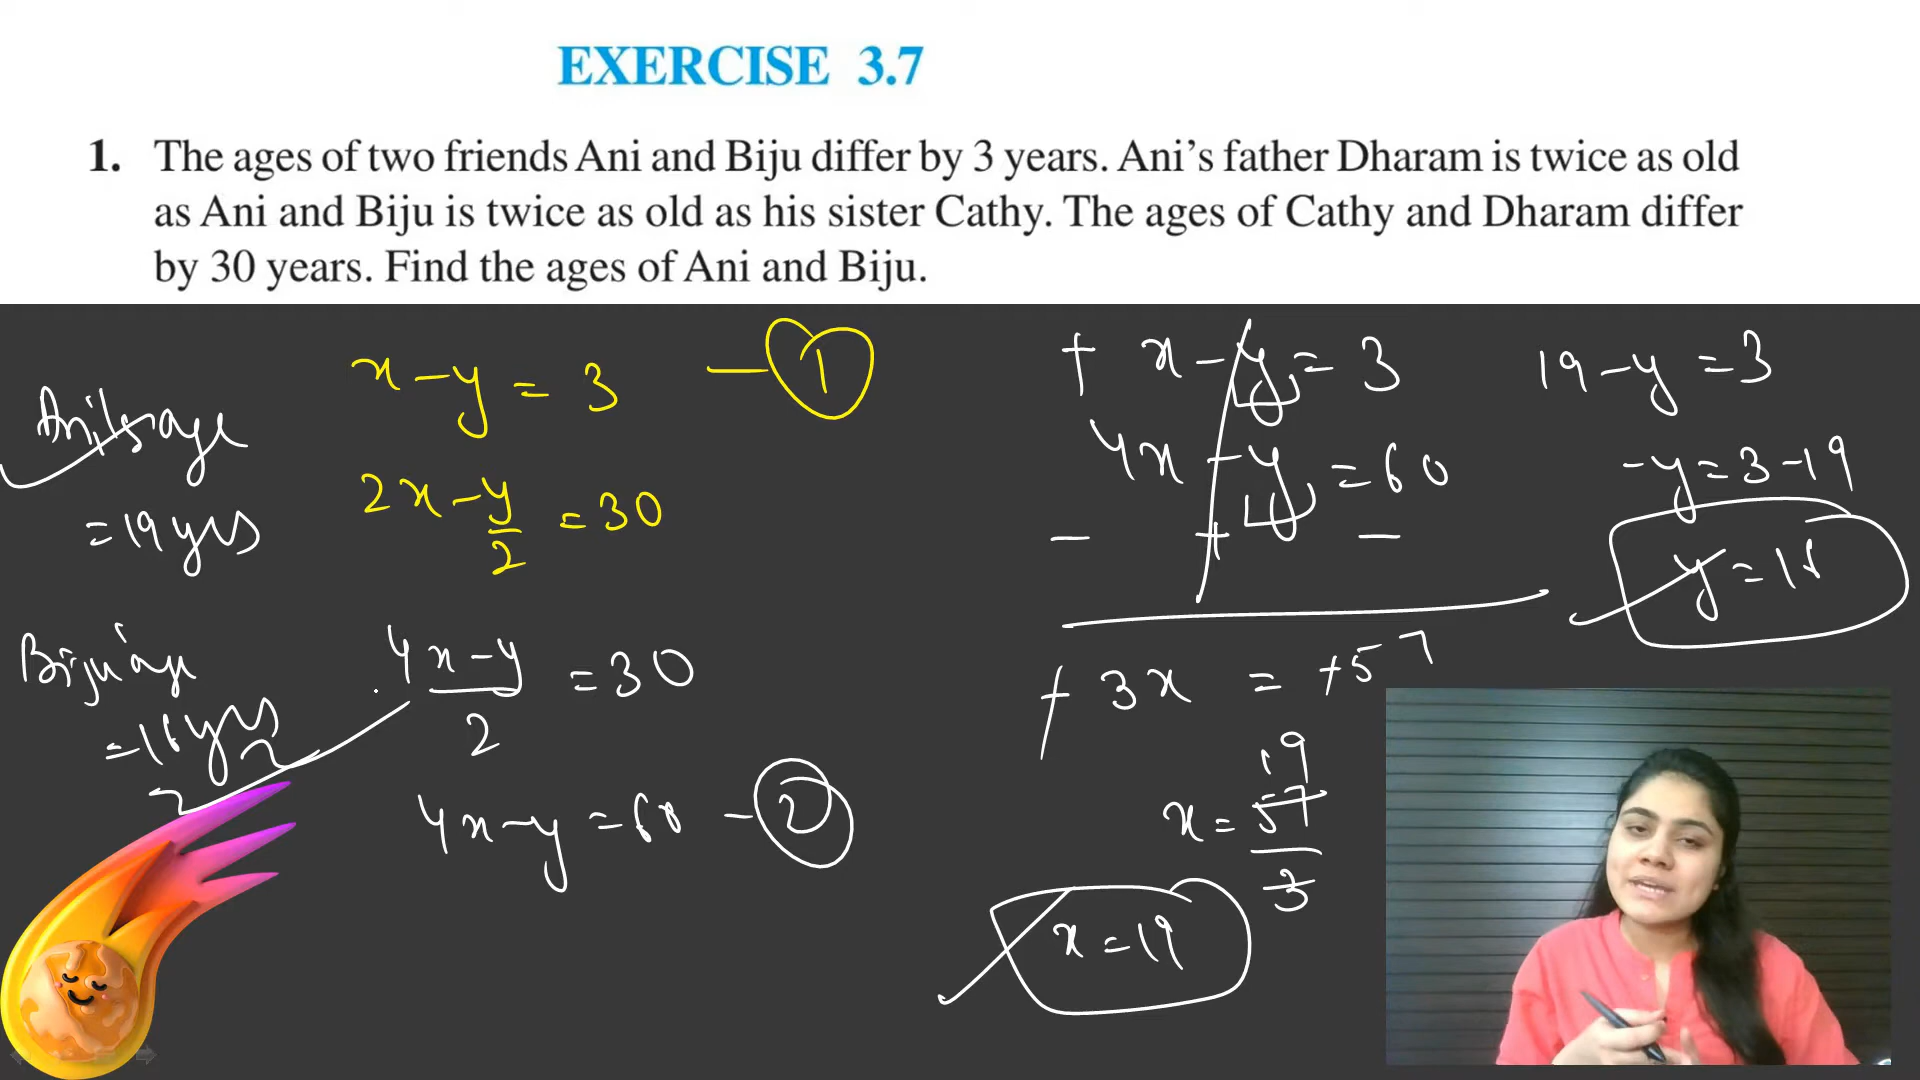 EXERCISE 3.7
1. The ages of two friends Ani and Biju differ by 3 years. Ani’s father Dharam is twice as old
as Ani and Biju is twice as old as his sister Cathy. The ages of Cathy and Dharam differ
by 30 years. Find the ages of Ani and Biju.
Ani's age
= 19 yrs
Biju age
= 16 yrs
x - y = 3 — 1
2x - y/2 = 30
4x - y / 2 = 30
4x - y = 60 — 2
+ x - y = 3
4x - y = 60
- + -
+ 3x = +57
19
x = 57/3
x = 19
19 - y = 3
- y = 3 - 19
y = 16